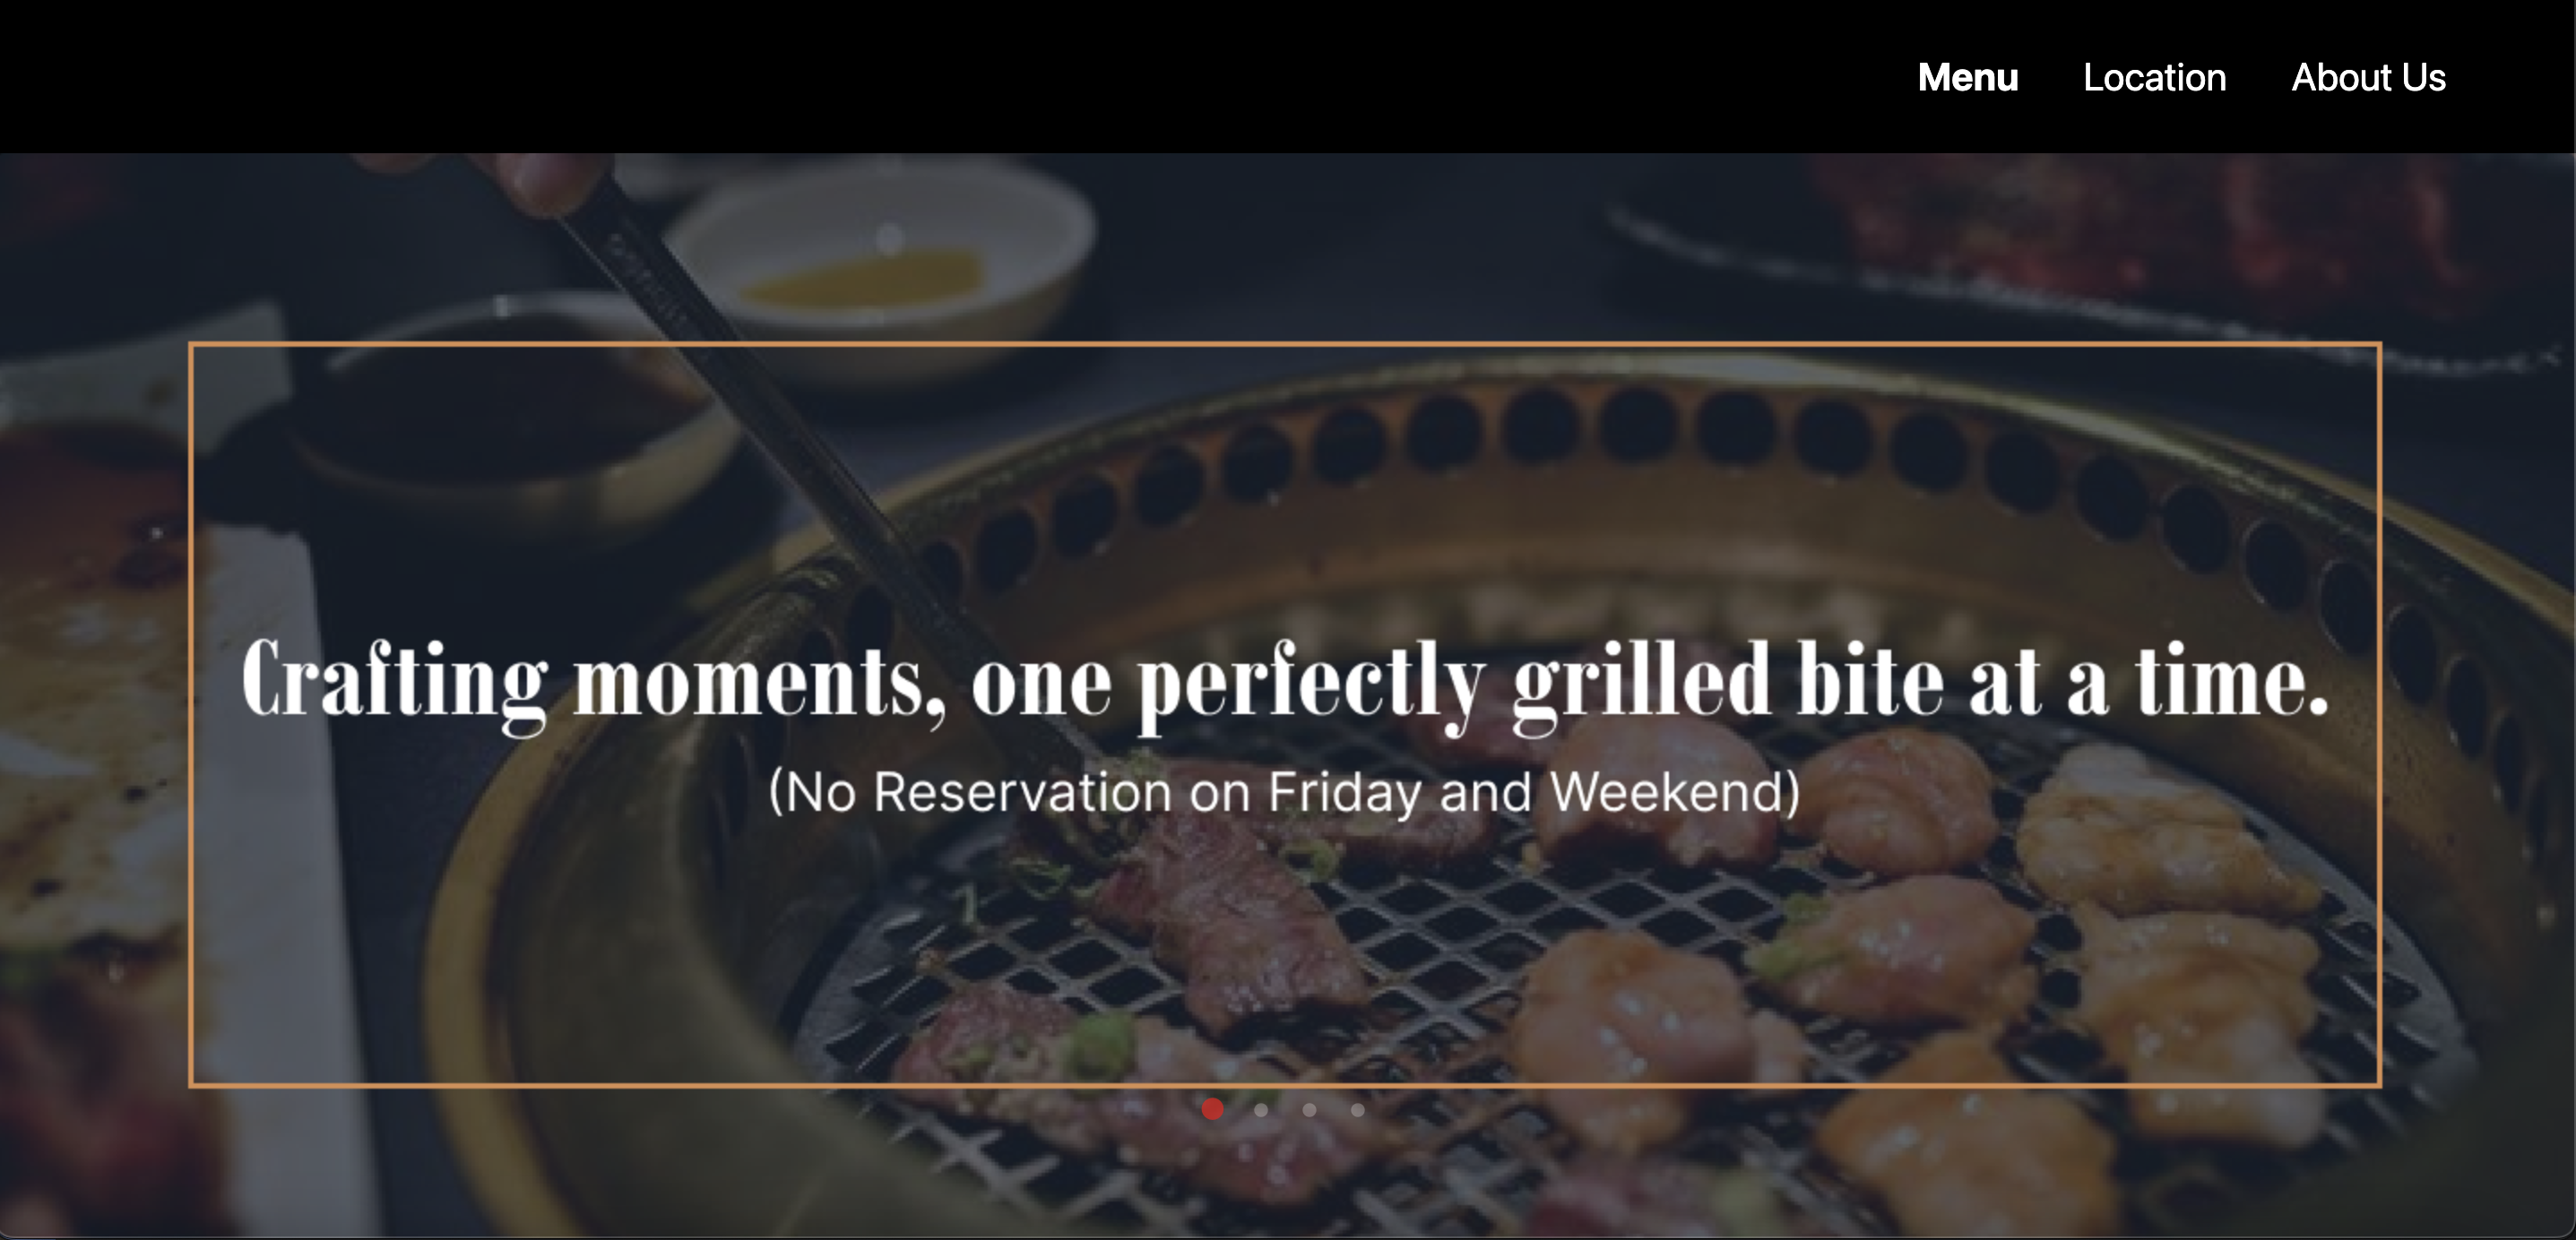 Menu Location About Us
Crafting moments, one perfectly grilled bite at a time.
(No Reservation on Friday and Weekend)